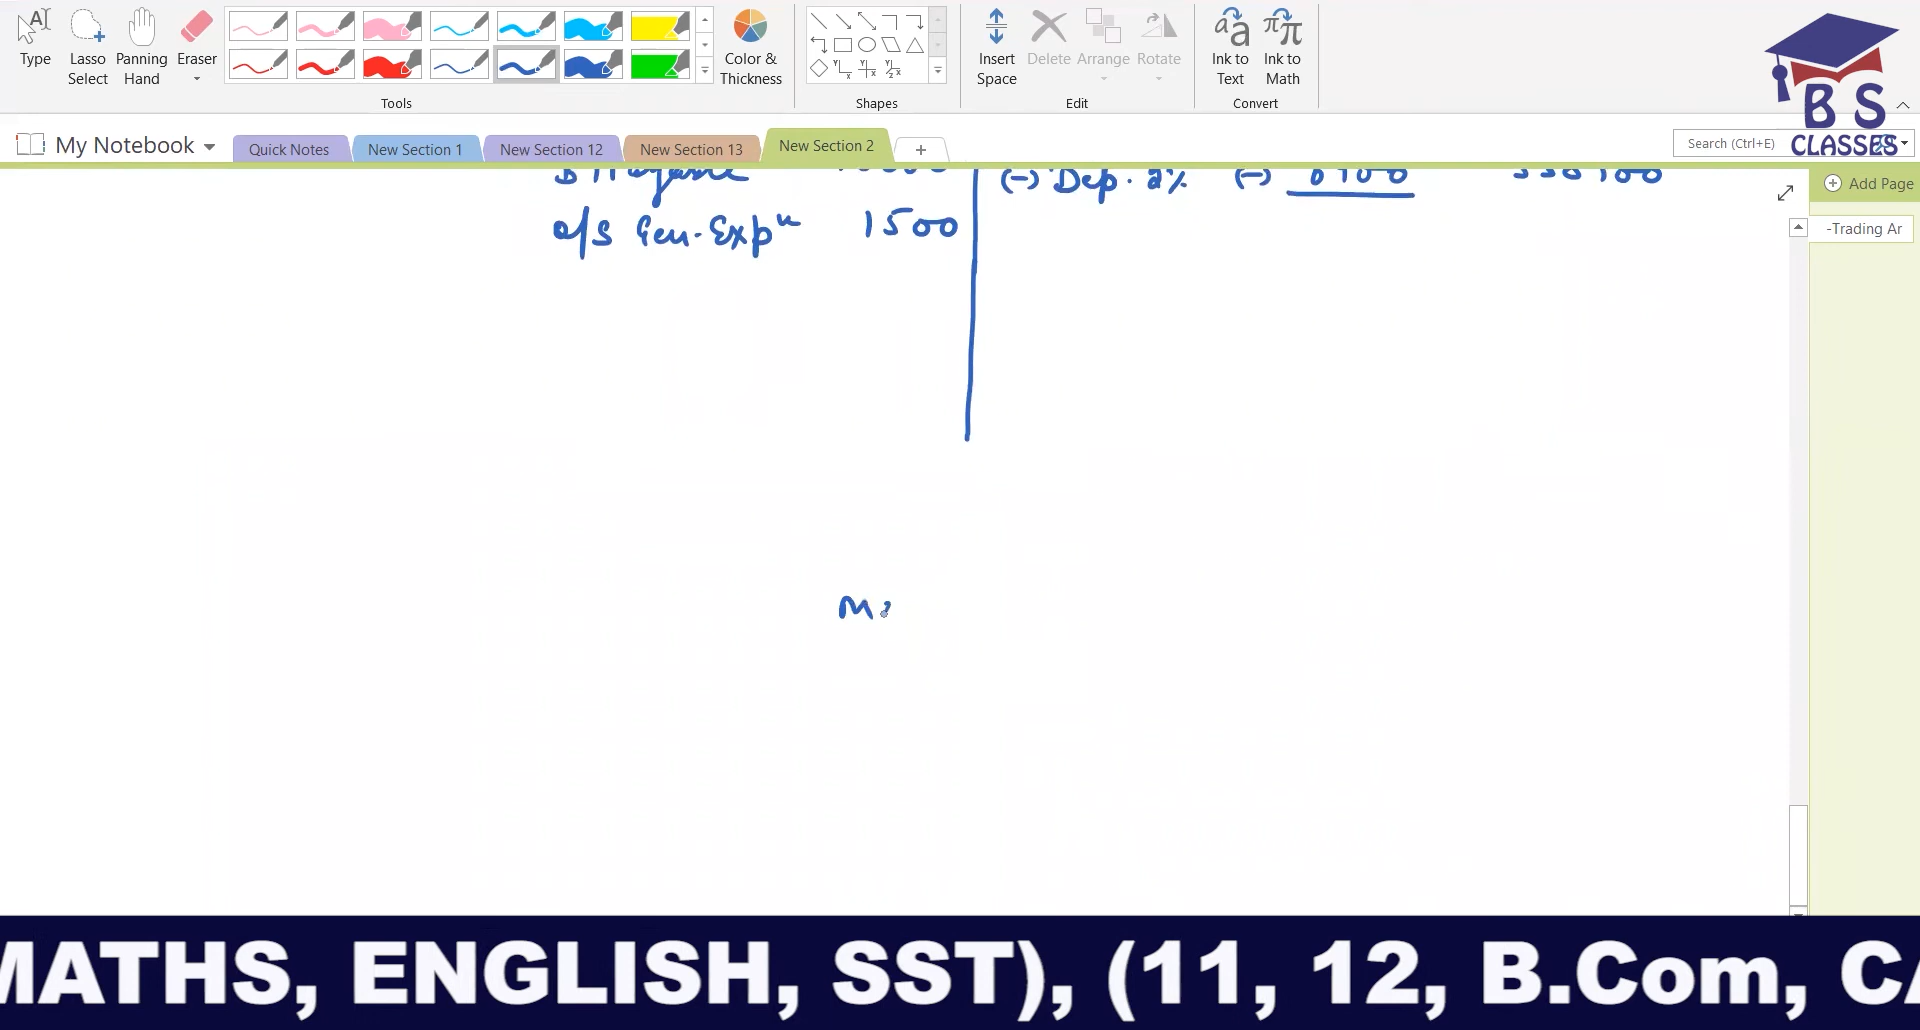 Type
Lasso Select
Panning Hand
Eraser
Color & Thickness
Insert Space
Delete
Arrange
Rotate
Ink to Text
Ink to Math
Tools
Shapes
Edit
Convert
B S
CLASSES
My Notebook
Quick Notes
New Section 1
New Section 12
New Section 13
New Section 2
Search (Ctrl+E)
Add Page
-Trading Ar
(-) Dep. 2% (-)
o/s Gen. Expn 1500
M
MATHS, ENGLISH, SST), (11, 12, B.Com, CA